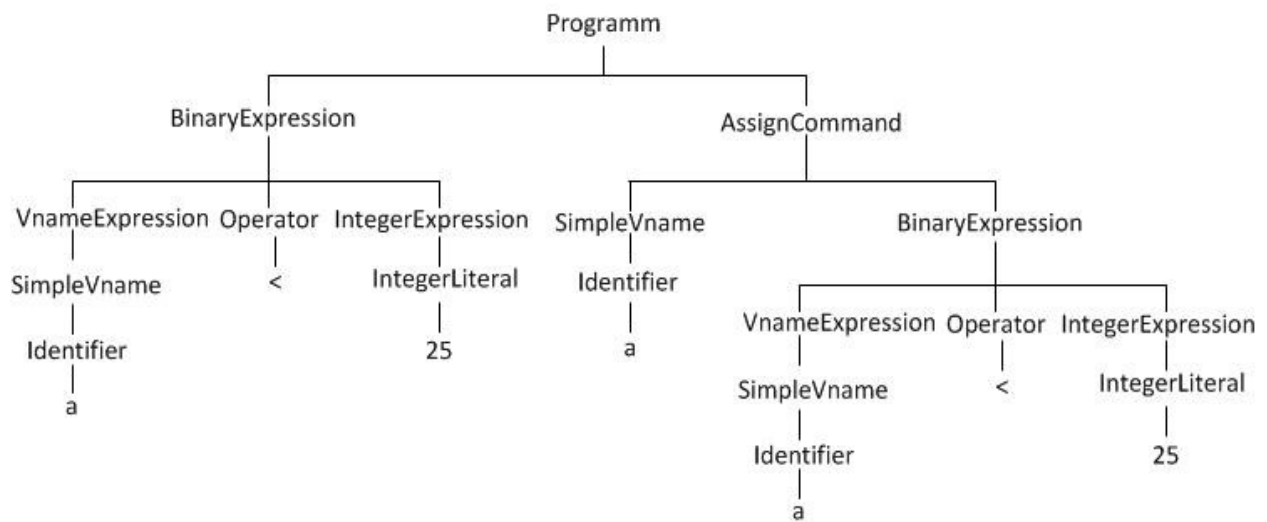 Programm
BinaryExpression AssignCommand
VnameExpression Operator IntegerExpression SimpleVname BinaryExpression
SimpleVname < IntegerLiteral Identifier
VnameExpression Operator IntegerExpression
Identifier 25 a
SimpleVname < IntegerLiteral
a
Identifier 25
a